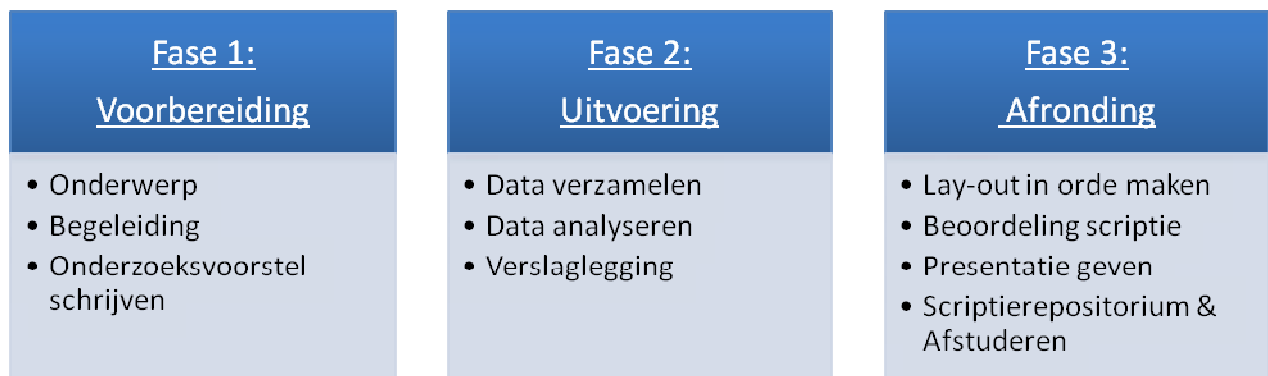 Fase 1:
Voorbereiding
• Onderwerp
• Begeleiding
• Onderzoeksvoorstel
schrijven
Fase 2:
Uitvoering
• Data verzamelen
• Data analyseren
• Verslaglegging
Fase 3:
Afronding
• Lay-out in orde maken
• Beoordeling scriptie
• Presentatie geven
• Scriptierepositorium &
Afstuderen